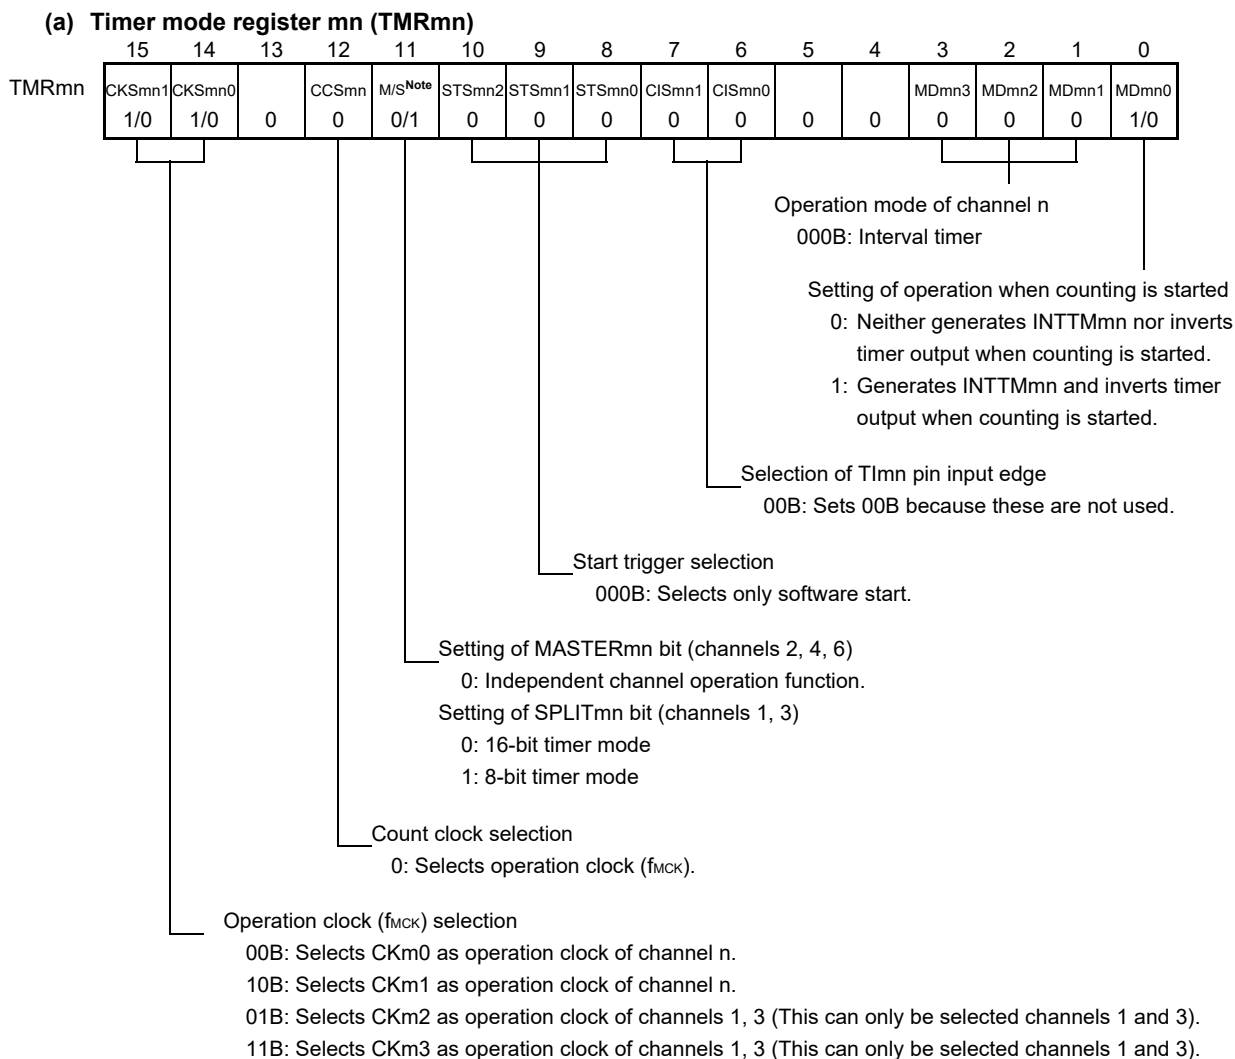 (a) Timer mode register mn (TMRmn)
15 14 13 12 11 10 9 8 7 6 5 4 3 2 1 0
TMRmn CKSmn1 CKSmn0 CCSmn M/SNote STSmn2 STSmn1 STSmn0 CISmn1 CISmn0 MDmn3 MDmn2 MDmn1 MDmn0
1/0 1/0 0 0 0/1 0 0 0 0 0 0 0 0 0 0 1/0
Operation mode of channel n
000B: Interval timer
Setting of operation when counting is started
0: Neither generates INTTMmn nor inverts
timer output when counting is started.
1: Generates INTTMmn and inverts timer
output when counting is started.
Selection of TImn pin input edge
00B: Sets 00B because these are not used.
Start trigger selection
000B: Selects only software start.
Setting of MASTERmn bit (channels 2, 4, 6)
0: Independent channel operation function.
Setting of SPLITmn bit (channels 1, 3)
0: 16-bit timer mode
1: 8-bit timer mode
Count clock selection
0: Selects operation clock (fMCK).
Operation clock (fMCK) selection
00B: Selects CKm0 as operation clock of channel n.
10B: Selects CKm1 as operation clock of channel n.
01B: Selects CKm2 as operation clock of channels 1, 3 (This can only be selected channels 1 and 3).
11B: Selects CKm3 as operation clock of channels 1, 3 (This can only be selected channels 1 and 3).